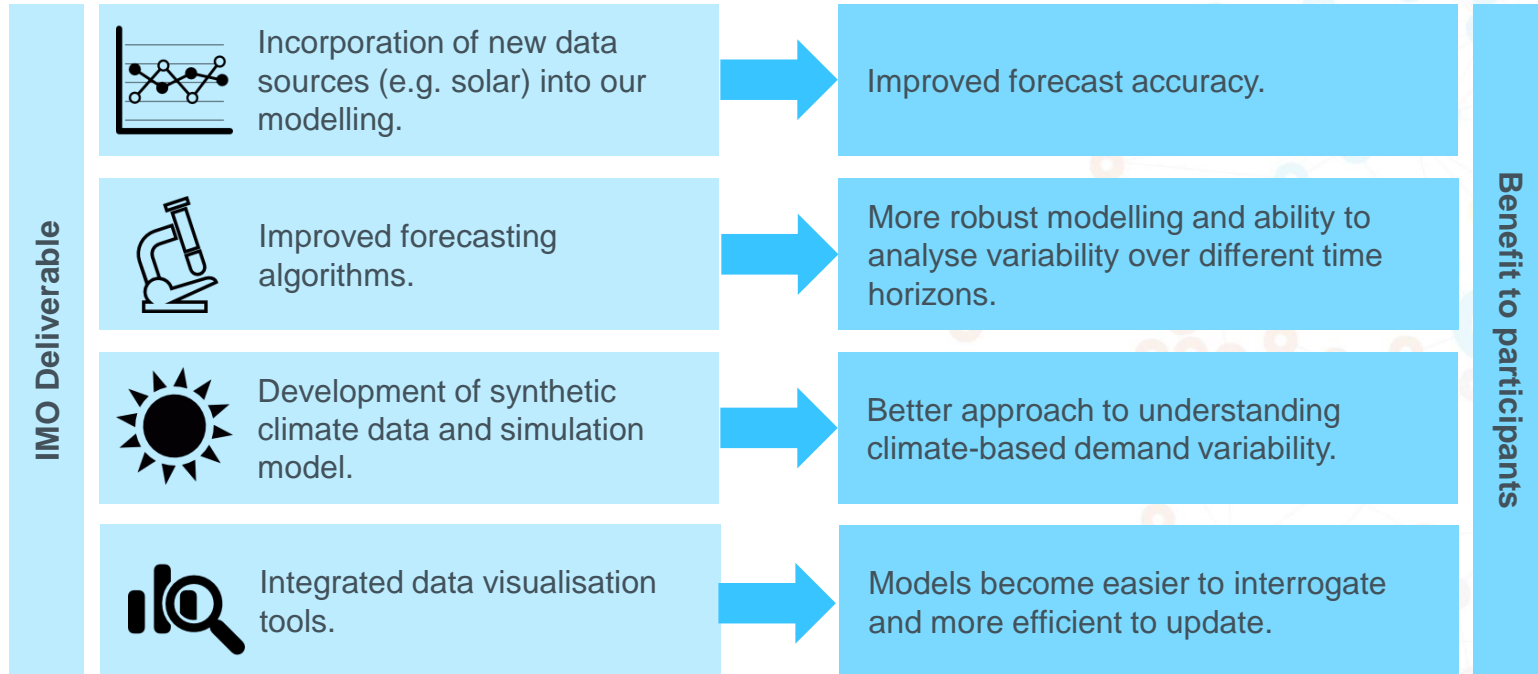 IMO Deliverable
Incorporation of new data
sources (e.g. solar) into our
modelling.
Improved forecast accuracy.
Improved forecasting
algorithms.
More robust modelling and ability to
analyse variability over different time
horizons.
Development of synthetic
climate data and simulation
model.
Better approach to understanding
climate-based demand variability.
Integrated data visualisation
tools.
Models become easier to interrogate
and more efficient to update.
Benefit to participants